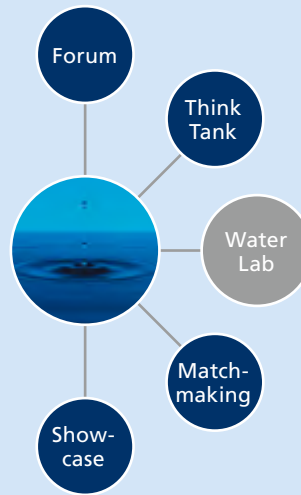 Forum
Think
Tank
Water
Lab
Match-
making
Show-
case